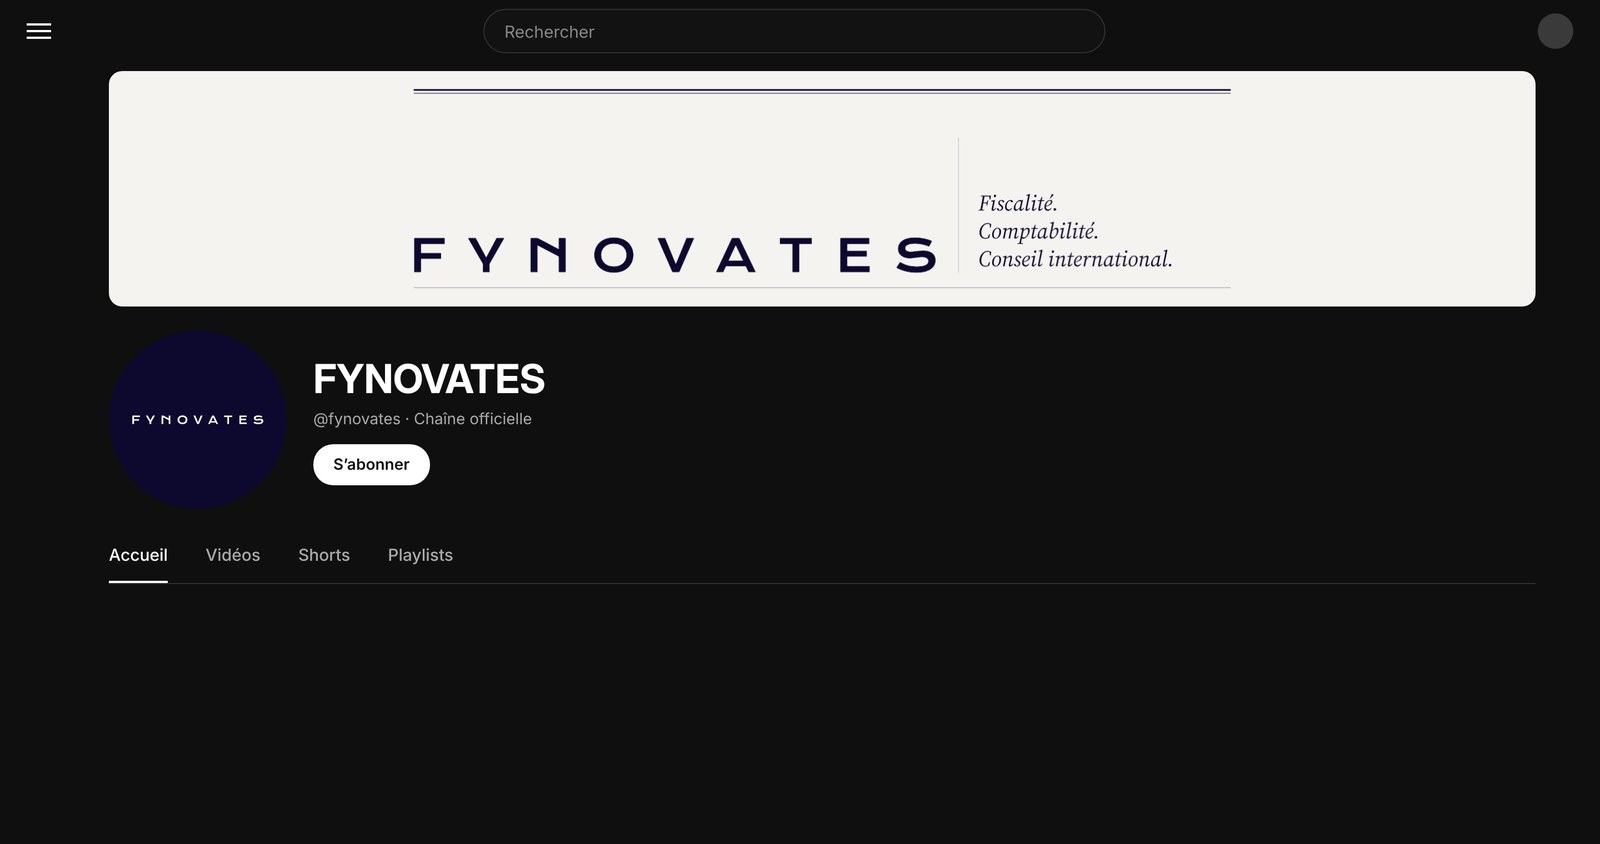 Rechercher
FYNOVATES
Fiscalité.
Comptabilité.
Conseil international.
FYNOVATES
FYNOVATES
@fynovates · Chaîne officielle
S’abonner
Accueil Vidéos Shorts Playlists